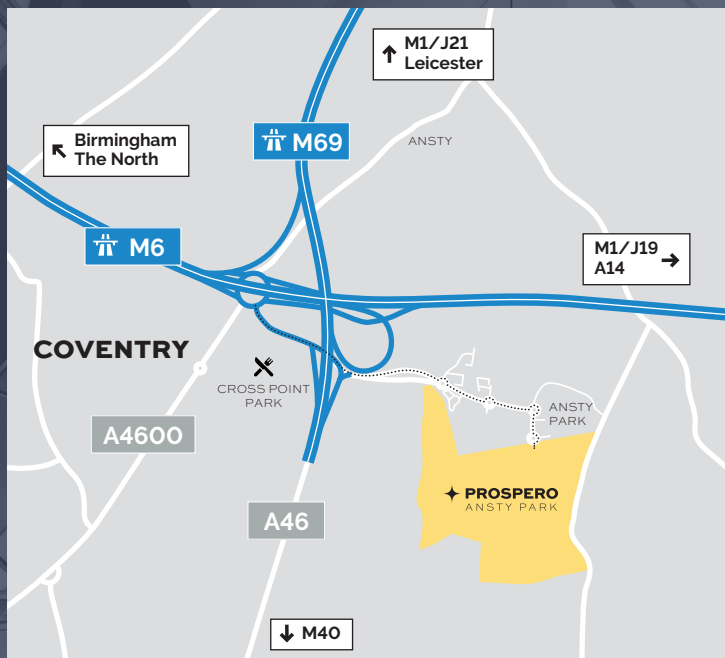 M1/J21
Leicester
Birmingham
The North
M69
ANSTY
M6
M1/J19
A14
COVENTRY
CROSS POINT
PARK
ANSTY
PARK
A4600
PROSPERO
ANSTY PARK
A46
M40